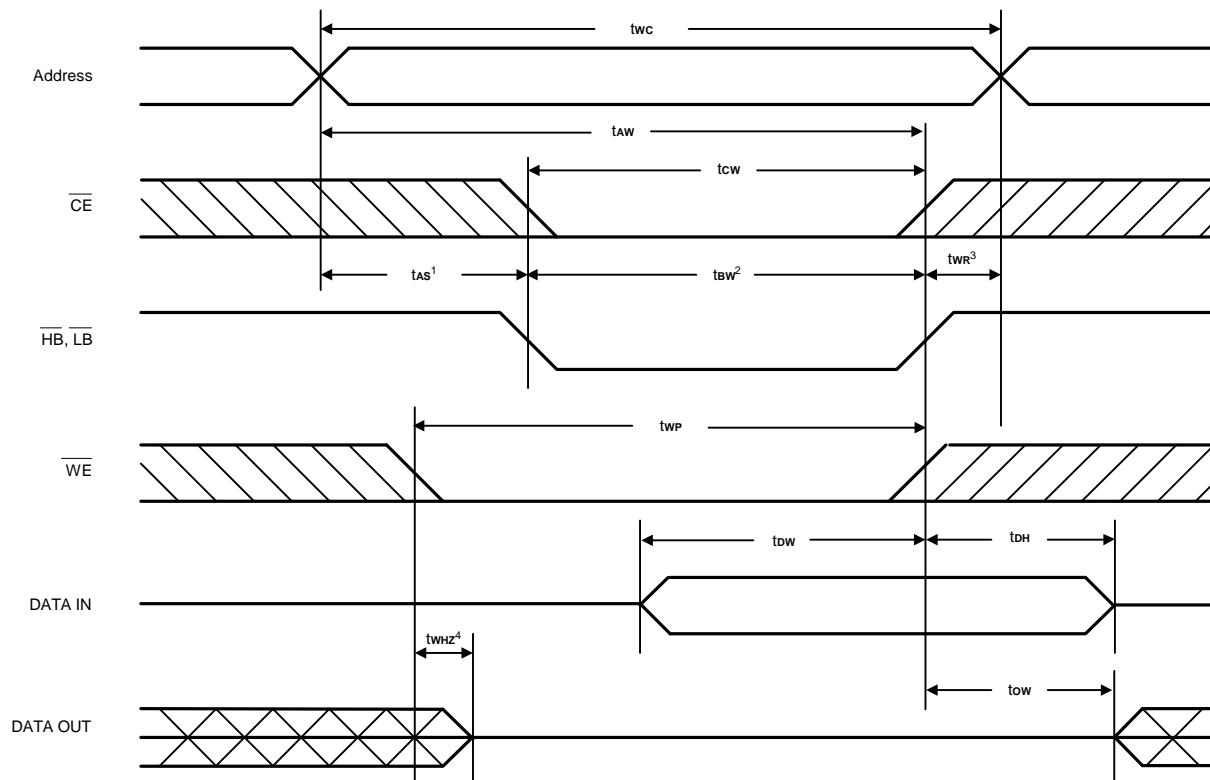 tWC
Address
tAW
tCW
CE
tAS1 tBW2 tWR3
HB, LB
tWP
WE
tDW tDH
DATA IN
tWHZ4
tOW
DATA OUT